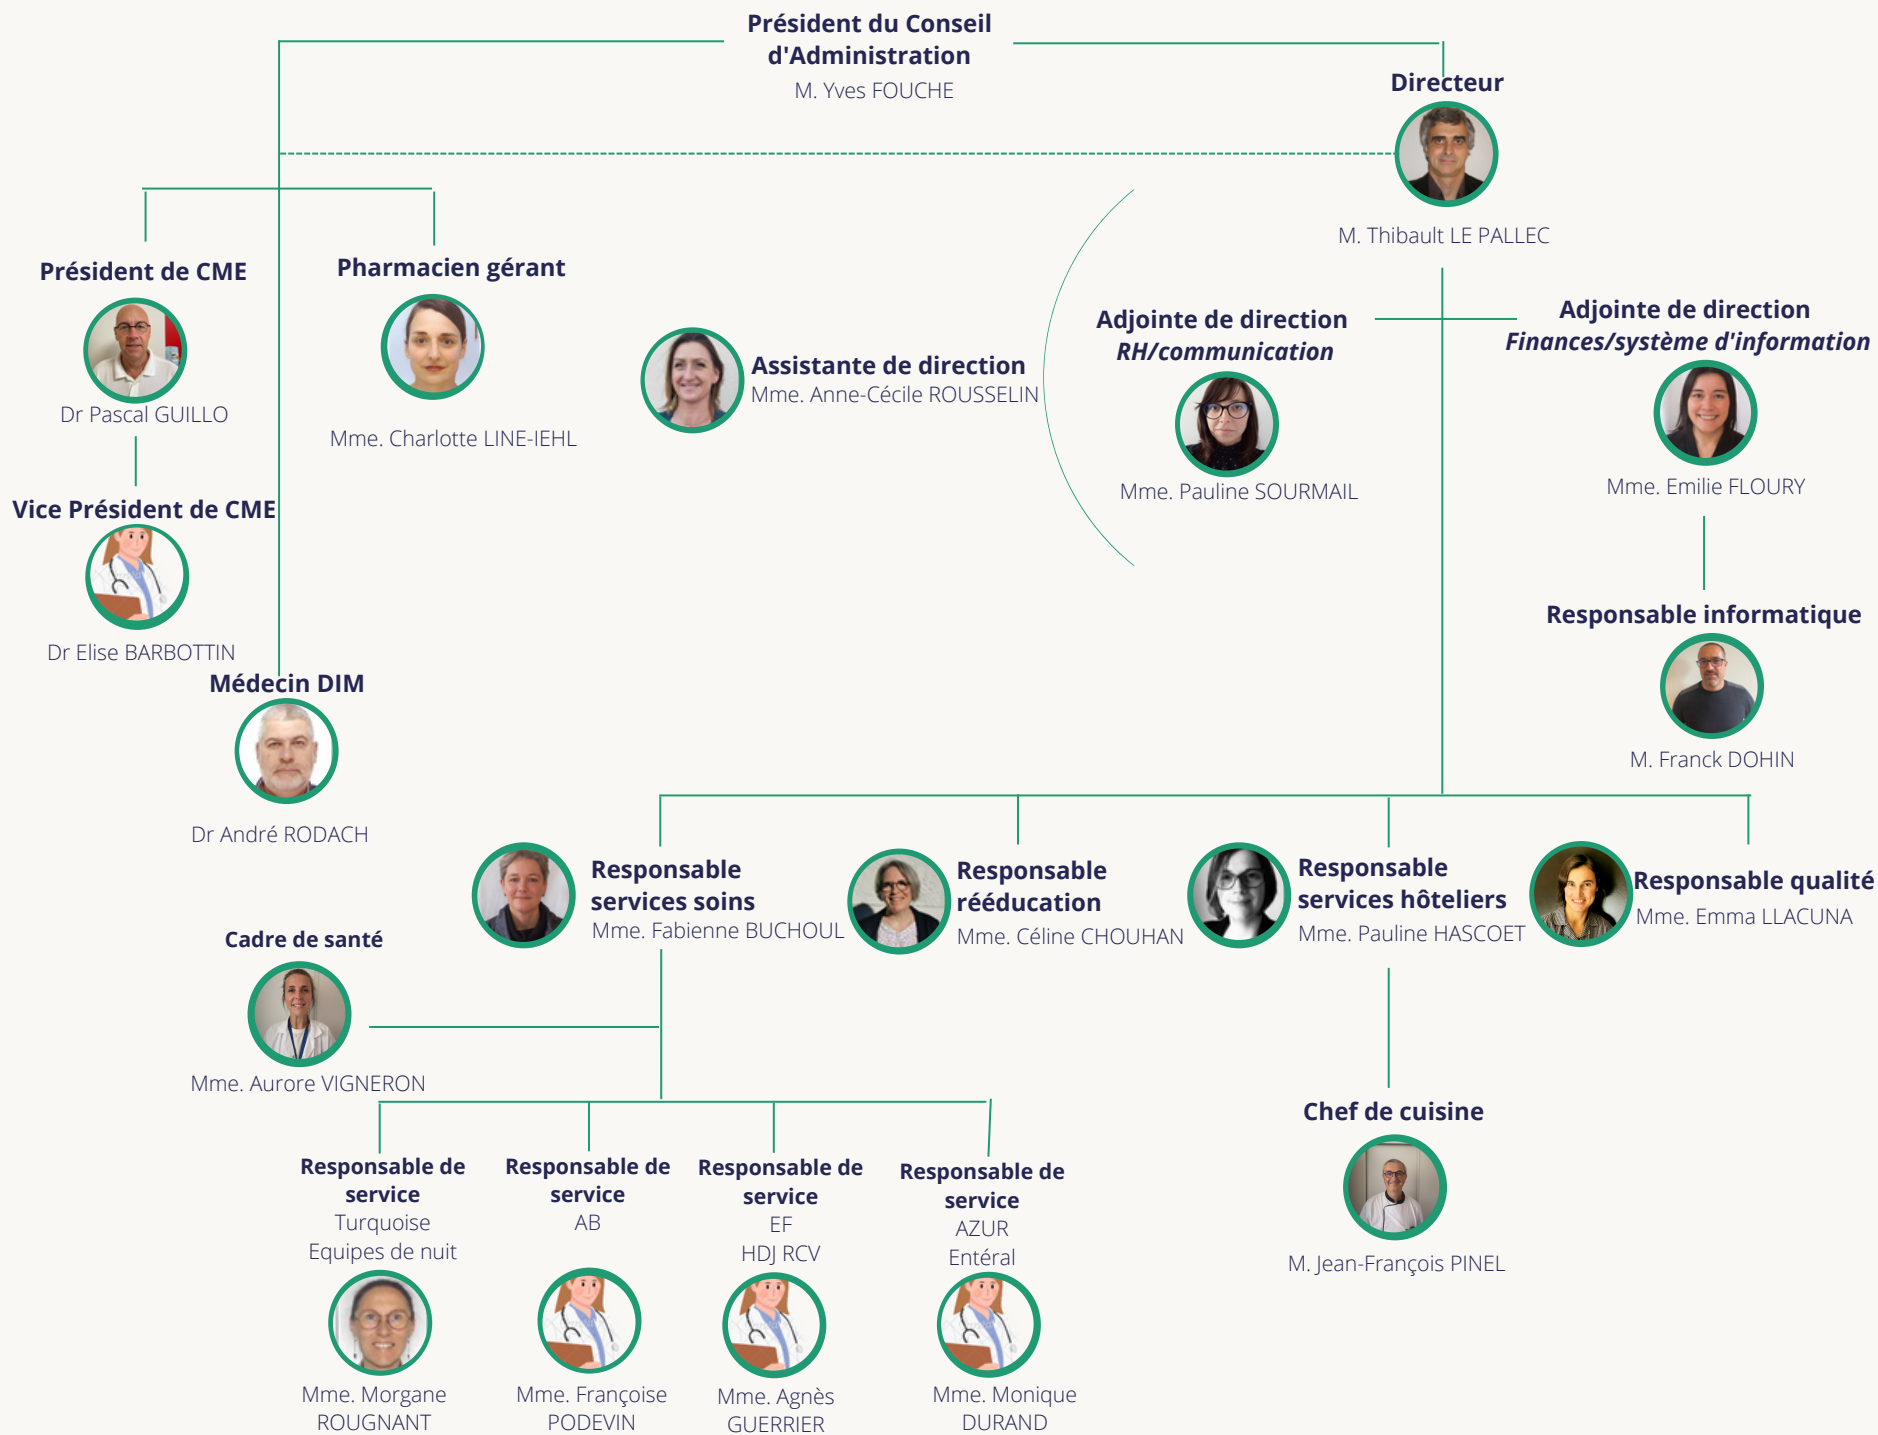 Président du Conseil
d'Administration
M. Yves FOUCHE
Directeur
M. Thibault LE PALLEC
Président de CME
Dr Pascal GUILLO
Pharmacien gérant
Mme. Charlotte LINE-IEHL
Assistante de direction
Mme. Anne-Cécile ROUSSELIN
Adjointe de direction
RH/communication
Mme. Pauline SOURMAIL
Adjointe de direction
Finances/système d'information
Mme. Emilie FLOURY
Vice Président de CME
Dr Elise BARBOTTIN
Responsable informatique
M. Franck DOHIN
Médecin DIM
Dr André RODACH
Responsable
services soins
Mme. Fabienne BUCHOUL
Responsable
rééducation
Mme. Céline CHOUHAN
Responsable
services hôteliers
Mme. Pauline HASCOET
Responsable qualité
Mme. Emma LLACUNA
Cadre de santé
Mme. Aurore VIGNERON
Chef de cuisine
M. Jean-François PINEL
Responsable de
service
Turquoise
Equipes de nuit
Mme. Morgane
ROUGNANT
Responsable de
service
AB
Mme. Françoise
PODEVIN
Responsable de
service
EF
HDJ RCV
Mme. Agnès
GUERRIER
Responsable de
service
AZUR
Entéral
Mme. Monique
DURAND